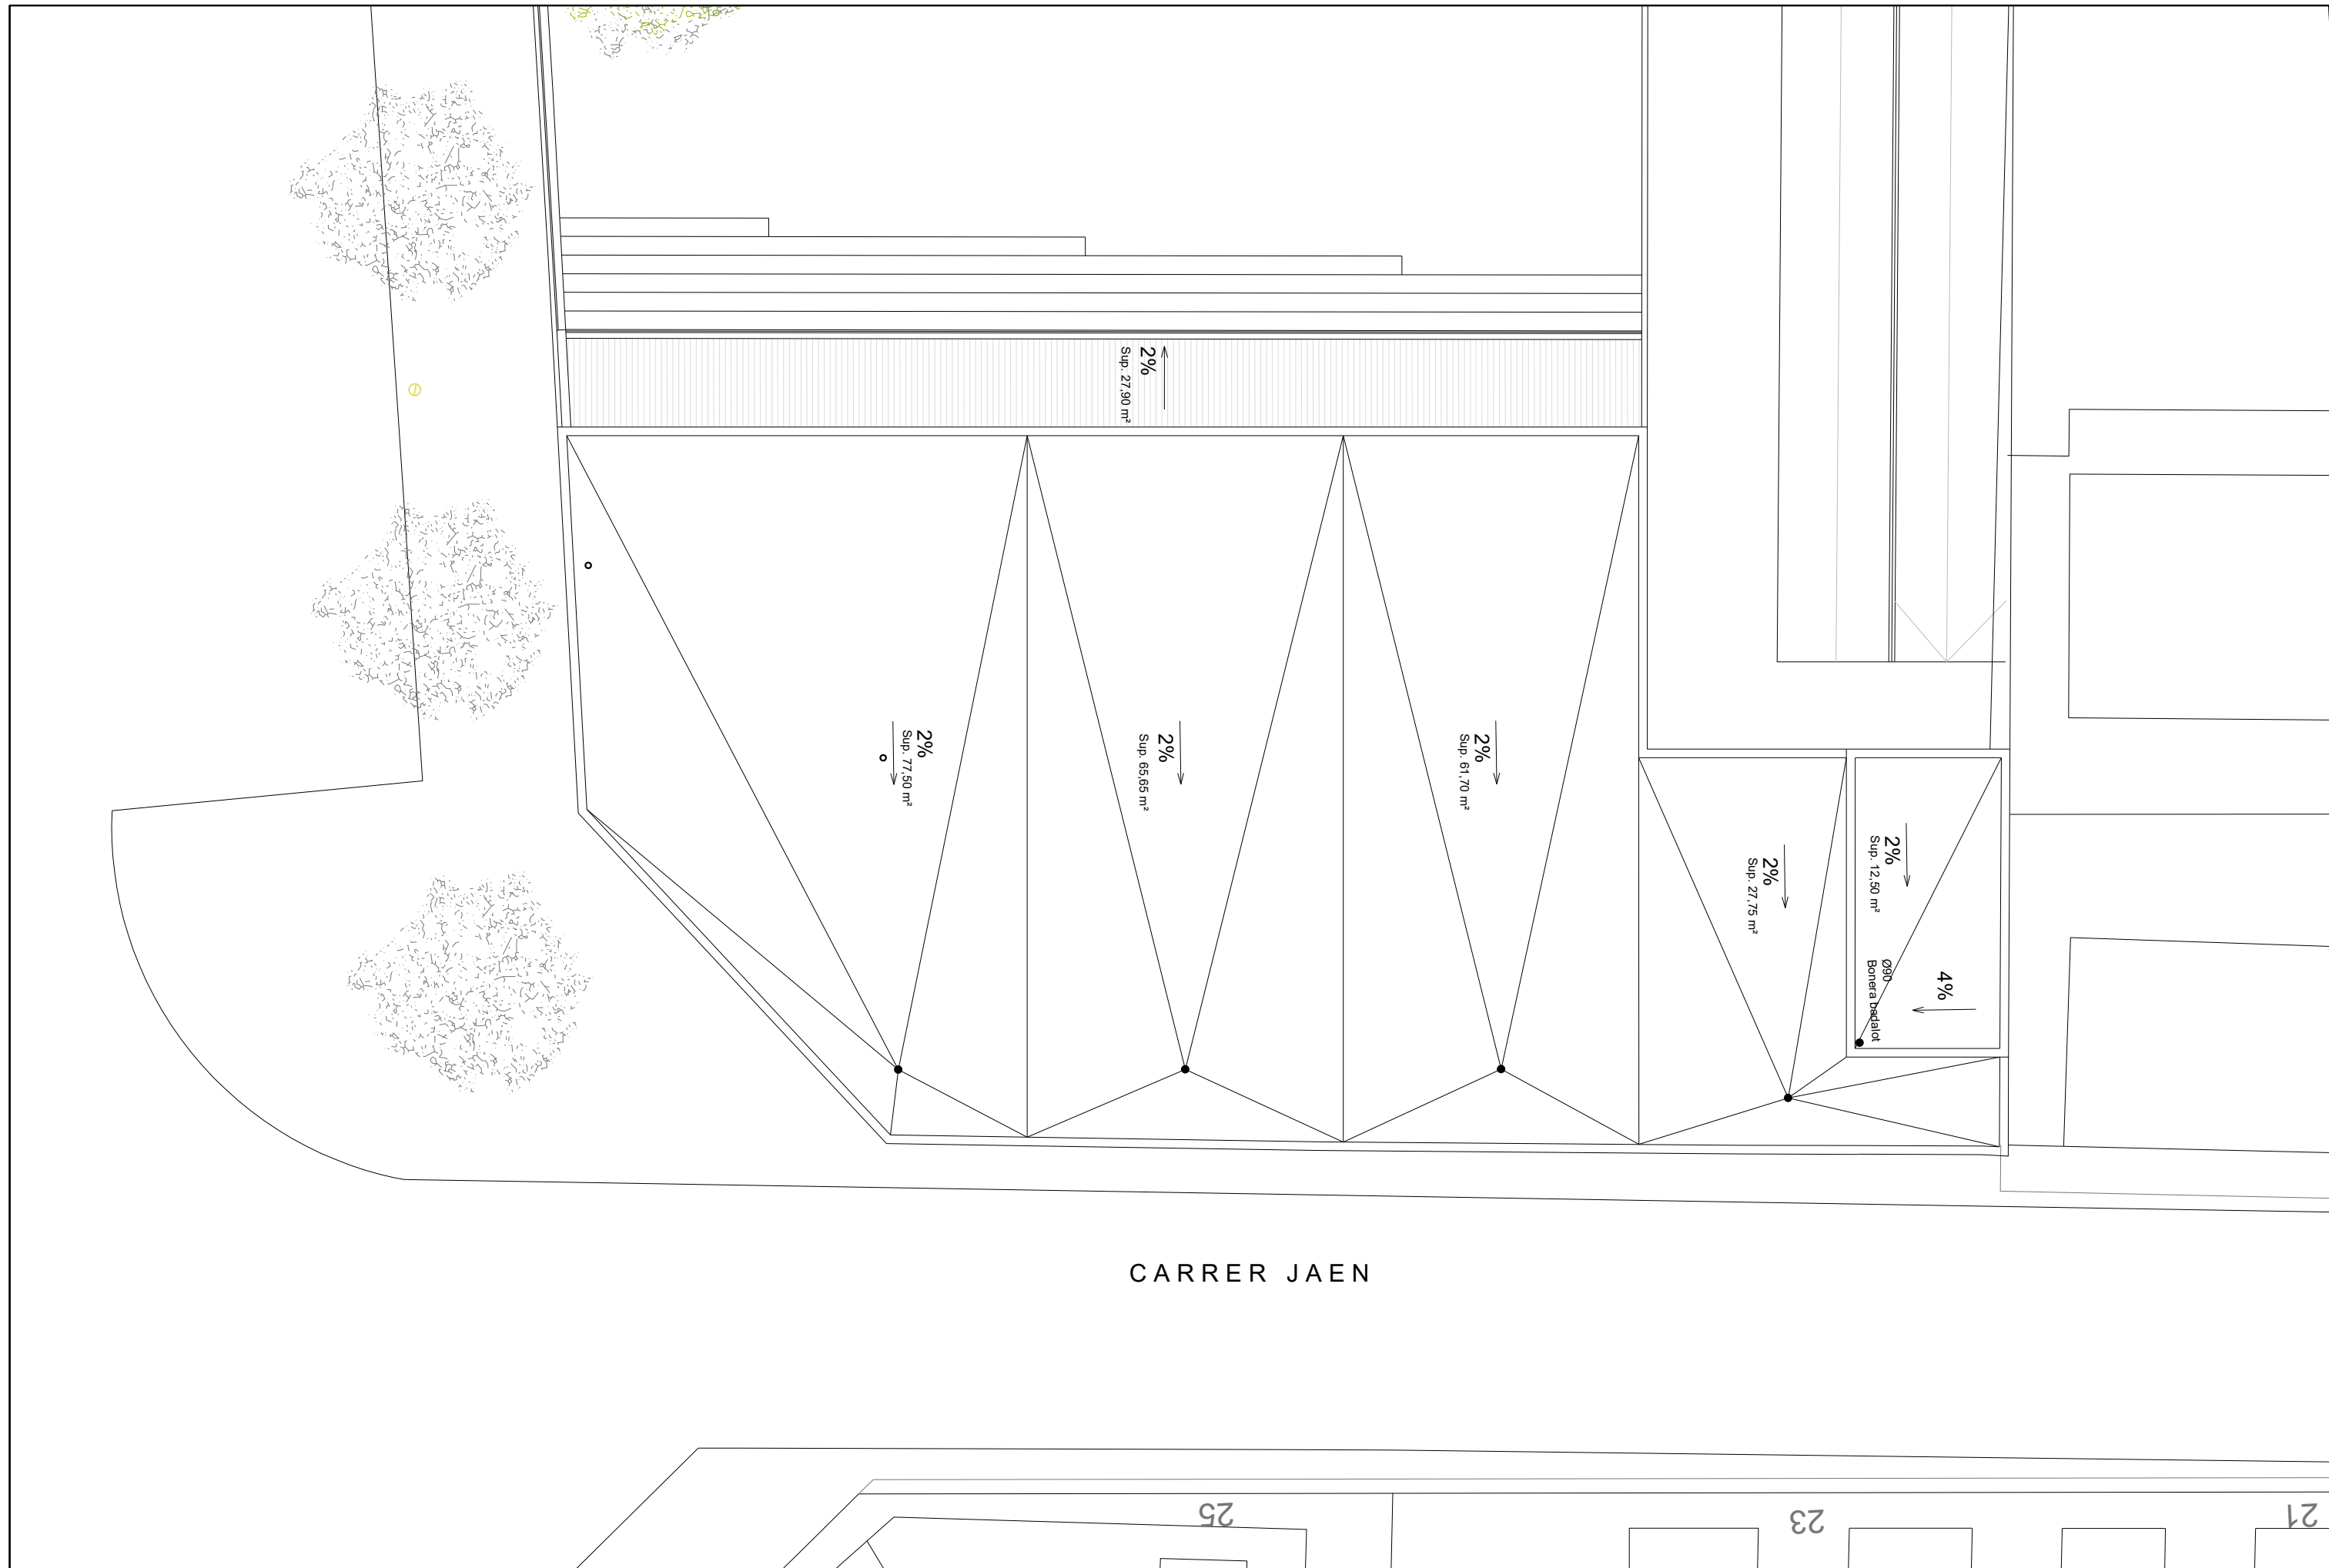 2%
Sup. 27,90 m²
2%
Sup. 77,50 m²
2%
Sup. 65,65 m²
2%
Sup. 61,70 m²
2%
Sup. 27,75 m²
2%
Sup. 12,50 m²
Ø90
Bonera badalot
4%
CARRER JAEN
25
23
21